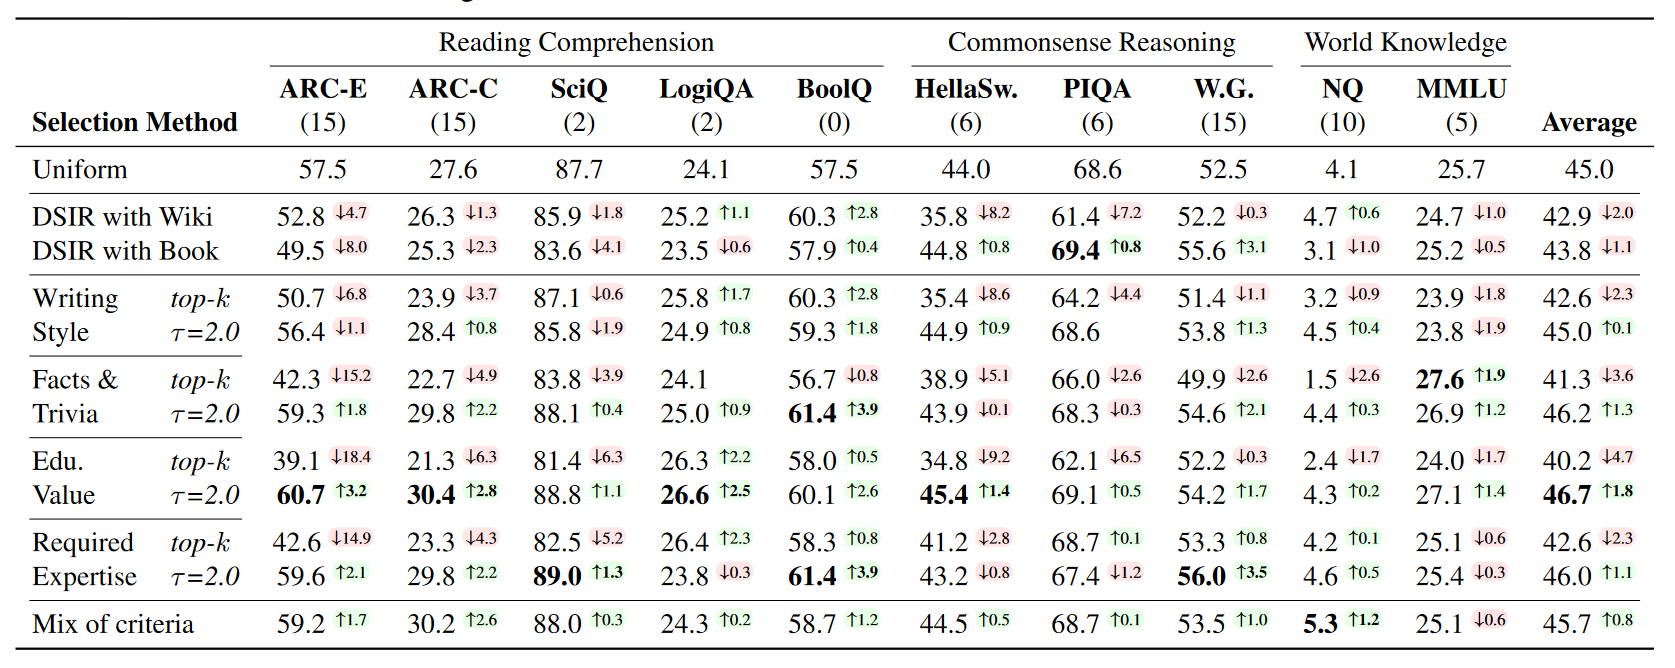 Reading Comprehension Commonsense Reasoning World Knowledge
ARC-E ARC-C SciQ LogiQA BoolQ HellaSw. PIQA W.G. NQ MMLU
Selection Method (15) (15) (2) (2) (0) (6) (6) (15) (10) (5) Average
Uniform 57.5 27.6 87.7 24.1 57.5 44.0 68.6 52.5 4.1 25.7 45.0
DSIR with Wiki 52.8 ↓4.7 26.3 ↓1.3 85.9 ↓1.8 25.2 ↑1.1 60.3 ↑2.8 35.8 ↓8.2 61.4 ↓7.2 52.2 ↓0.3 4.7 ↑0.6 24.7 ↓1.0 42.9 ↓2.0
DSIR with Book 49.5 ↓8.0 25.3 ↓2.3 83.6 ↓4.1 23.5 ↓0.6 57.9 ↑0.4 44.8 ↑0.8 69.4 ↑0.8 55.6 ↑3.1 3.1 ↓1.0 25.2 ↓0.5 43.8 ↓1.1
Writing top-k 50.7 ↓6.8 23.9 ↓3.7 87.1 ↓0.6 25.8 ↑1.7 60.3 ↑2.8 35.4 ↓8.6 64.2 ↓4.4 51.4 ↓1.1 3.2 ↓0.9 23.9 ↓1.8 42.6 ↓2.3
Style τ=2.0 56.4 ↓1.1 28.4 ↑0.8 85.8 ↓1.9 24.9 ↑0.8 59.3 ↑1.8 44.9 ↑0.9 68.6 53.8 ↑1.3 4.5 ↑0.4 23.8 ↓1.9 45.0 ↑0.1
Facts & top-k 42.3 ↓15.2 22.7 ↓4.9 83.8 ↓3.9 24.1 56.7 ↓0.8 38.9 ↓5.1 66.0 ↓2.6 49.9 ↓2.6 1.5 ↓2.6 27.6 ↑1.9 41.3 ↓3.6
Trivia τ=2.0 59.3 ↑1.8 29.8 ↑2.2 88.1 ↑0.4 25.0 ↑0.9 61.4 ↑3.9 43.9 ↓0.1 68.3 ↓0.3 54.6 ↑2.1 4.4 ↑0.3 26.9 ↑1.2 46.2 ↑1.3
Edu. top-k 39.1 ↓18.4 21.3 ↓6.3 81.4 ↓6.3 26.3 ↑2.2 58.0 ↑0.5 34.8 ↓9.2 62.1 ↓6.5 52.2 ↓0.3 2.4 ↓1.7 24.0 ↓1.7 40.2 ↓4.7
Value τ=2.0 60.7 ↑3.2 30.4 ↑2.8 88.8 ↑1.1 26.6 ↑2.5 60.1 ↑2.6 45.4 ↑1.4 69.1 ↑0.5 54.2 ↑1.7 4.3 ↑0.2 27.1 ↑1.4 46.7 ↑1.8
Required top-k 42.6 ↓14.9 23.3 ↓4.3 82.5 ↓5.2 26.4 ↑2.3 58.3 ↑0.8 41.2 ↓2.8 68.7 ↑0.1 53.3 ↑0.8 4.2 ↑0.1 25.1 ↓0.6 42.6 ↓2.3
Expertise τ=2.0 59.6 ↑2.1 29.8 ↑2.2 89.0 ↑1.3 23.8 ↓0.3 61.4 ↑3.9 43.2 ↓0.8 67.4 ↓1.2 56.0 ↑3.5 4.6 ↑0.5 25.4 ↓0.3 46.0 ↑1.1
Mix of criteria 59.2 ↑1.7 30.2 ↑2.6 88.0 ↑0.3 24.3 ↑0.2 58.7 ↑1.2 44.5 ↑0.5 68.7 ↑0.1 53.5 ↑1.0 5.3 ↑1.2 25.1 ↓0.6 45.7 ↑0.8